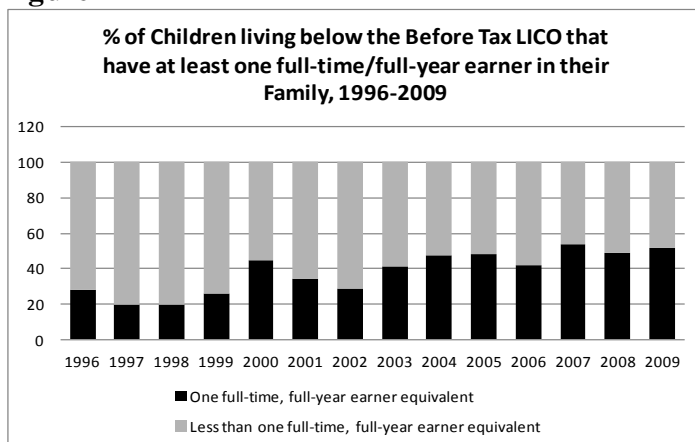 % of Children living below the Before Tax LICO that
have at least one full-time/full-year earner in their
Family, 1996-2009
120
100
80
60
40
20
0
1996 1997 1998 1999 2000 2001 2002 2003 2004 2005 2006 2007 2008 2009
One full-time, full-year earner equivalent
Less than one full-time, full-year earner equivalent